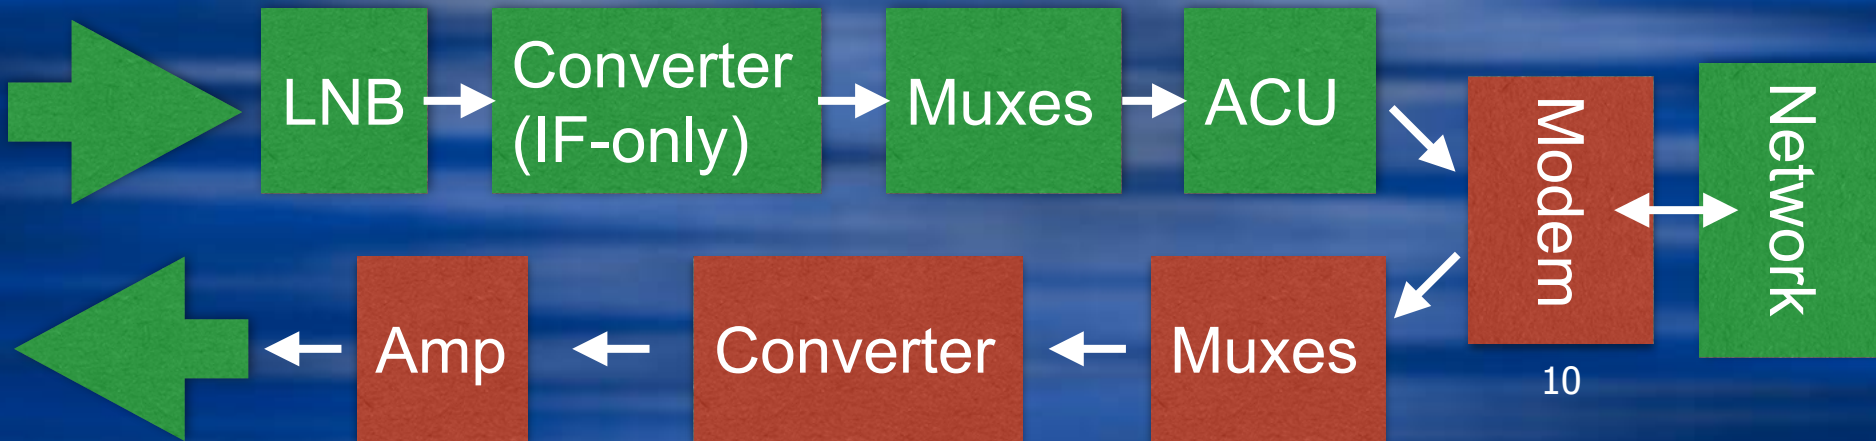 LNB
Converter
(IF-only)
Muxes
ACU
Modem
Network
Amp
Converter
Muxes
10